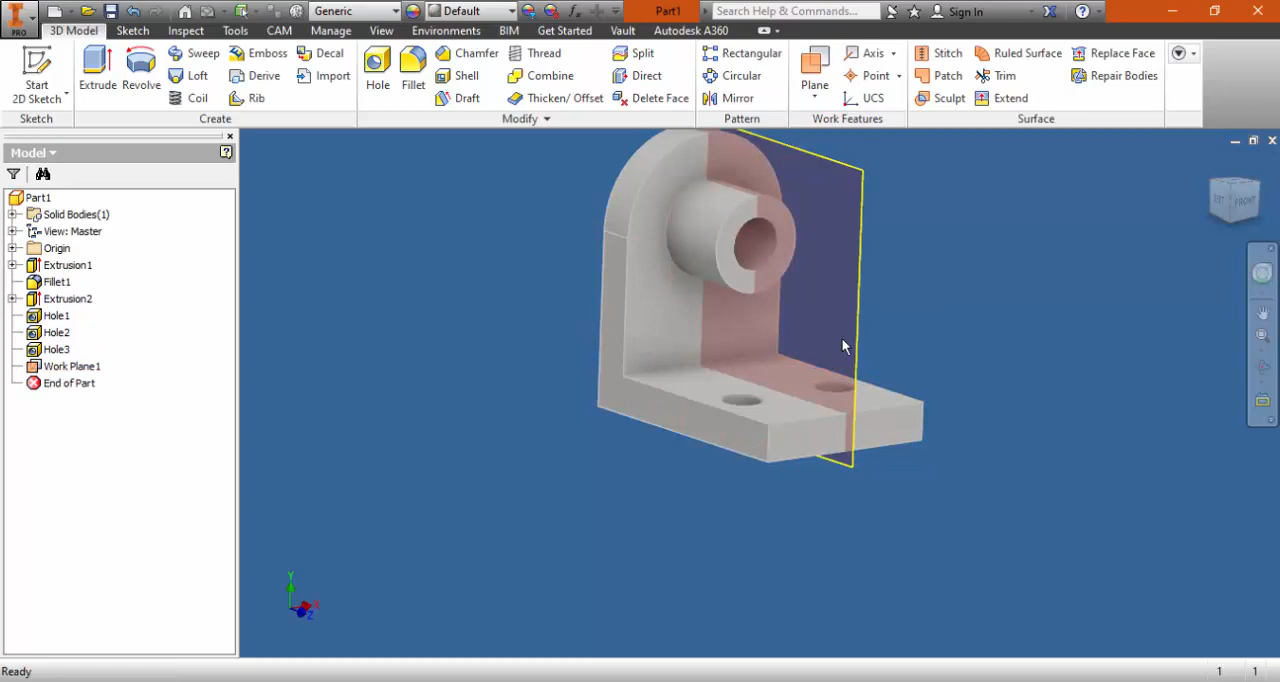 PRO
Generic
Default
fx
Part1
Search Help & Commands...
Sign In
3D Model Sketch Inspect Tools CAM Manage View Environments Get Started BIM Vault Autodesk A360
Start
2D Sketch
Sketch
Extrude
Revolve
Sweep
Loft
Coil
Emboss
Derive
Rib
Decal
Import
Create
Hole
Fillet
Chamfer
Shell
Draft
Thread
Combine
Thicken/ Offset
Split
Direct
Delete Face
Modify
Rectangular
Circular
Mirror
Pattern
Plane
Axis
Point
UCS
Work Features
Stitch
Patch
Sculpt
Ruled Surface
Trim
Extend
Replace Face
Repair Bodies
Surface
Model
Part1
Solid Bodies(1)
View: Master
Origin
Extrusion1
Fillet1
Extrusion2
Hole1
Hole2
Hole3
Work Plane1
End of Part
FRONT
Y
X
Z
Ready
1 1